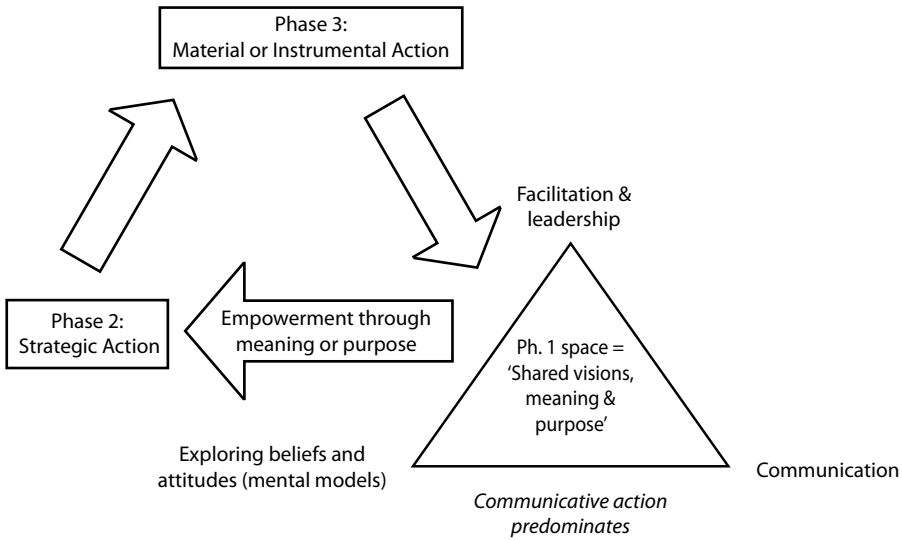 Phase 3:
Material or Instrumental Action
Facilitation &
leadership
Phase 2:
Strategic Action
Empowerment through
meaning or purpose
Ph. 1 space =
‘Shared visions,
meaning &
purpose’
Exploring beliefs and
attitudes (mental models)
Communication
Communicative action
predominates